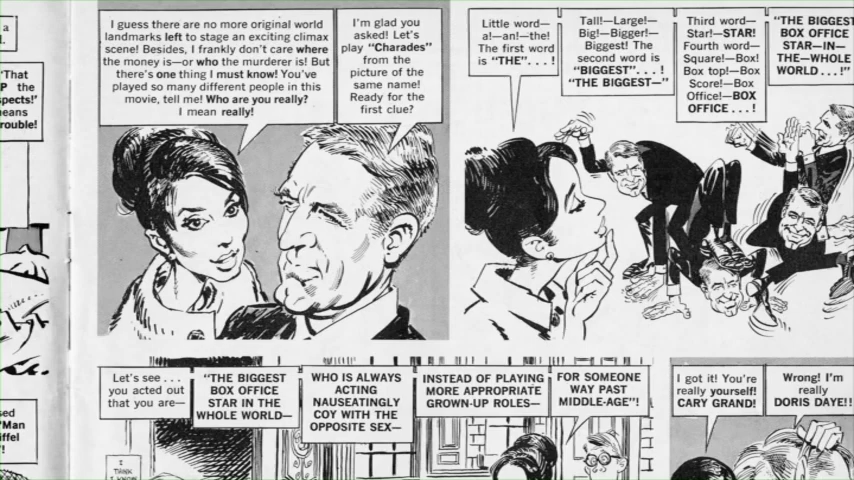 a
d.
'That
P the
spects!'
eans
rouble!
sed
'Man
iffel
!
I guess there are no more original world
landmarks left to stage an exciting climax
scene! Besides, I frankly don't care where
the money is—or who the murderer is! But
there's one thing I must know! You've
played so many different people in this
movie, tell me! Who are you really?
I mean really!
I'm glad you
asked! Let's
play "Charades"
from the
picture of the
same name!
Ready for the
first clue?
Little word—
a!—an!—the!
The first word
is "THE". . . !
Tall!—Large!—
Big!—Bigger!—
Biggest! The
second word is
"BIGGEST". . . !
"THE BIGGEST—"
Third word—
Star!—STAR!
Fourth word—
Square!—Box!
Box top!—Box
Score!—Box
Office!—BOX
OFFICE . . . !
"THE BIGGEST
BOX OFFICE
STAR—IN—
THE—WHOLE
WORLD . . . !"
Let's see . . .
you acted out
that you are—
"THE BIGGEST
BOX OFFICE
STAR IN THE
WHOLE WORLD—
WHO IS ALWAYS
ACTING
NAUSEATINGLY
COY WITH THE
OPPOSITE SEX—
INSTEAD OF PLAYING
MORE APPROPRIATE
GROWN-UP ROLES—
FOR SOMEONE
WAY PAST
MIDDLE-AGE"!
I
THINK
I KNOW
I got it! You're
really yourself!
CARY GRAND!
Wrong! I'm
really
DORIS DAYE!!